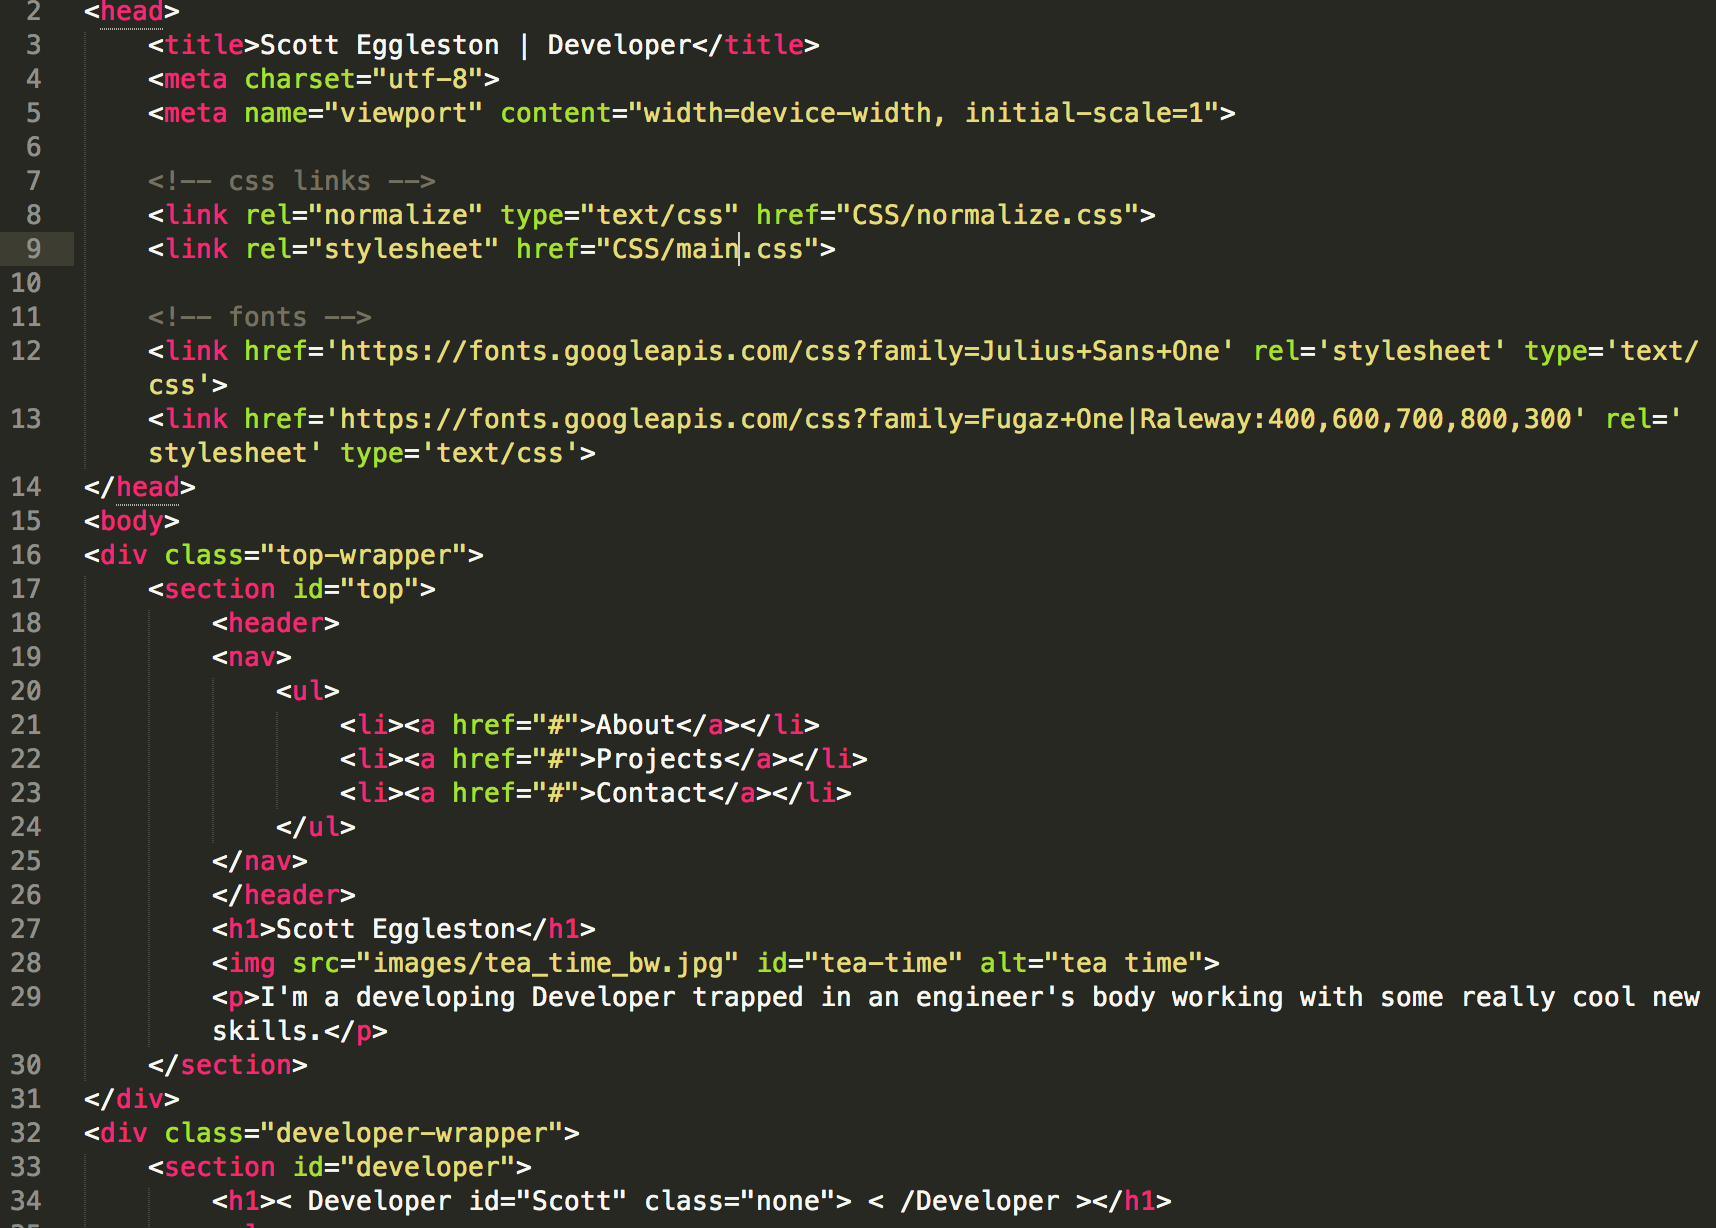 2 <head>
3 <title>Scott Eggleston | Developer</title>
4 <meta charset="utf-8">
5 <meta name="viewport" content="width=device-width, initial-scale=1">
6
7 <!-- css links -->
8 <link rel="normalize" type="text/css" href="CSS/normalize.css">
9 <link rel="stylesheet" href="CSS/main.css">
10
11 <!-- fonts -->
12 <link href='https://fonts.googleapis.com/css?family=Julius+Sans+One' rel='stylesheet' type='text/
css'>
13 <link href='https://fonts.googleapis.com/css?family=Fugaz+One|Raleway:400,600,700,800,300' rel='
stylesheet' type='text/css'>
14 </head>
15 <body>
16 <div class="top-wrapper">
17 <section id="top">
18 <header>
19 <nav>
20 <ul>
21 <li><a href="#">About</a></li>
22 <li><a href="#">Projects</a></li>
23 <li><a href="#">Contact</a></li>
24 </ul>
25 </nav>
26 </header>
27 <h1>Scott Eggleston</h1>
28 <img src="images/tea_time_bw.jpg" id="tea-time" alt="tea time">
29 <p>I'm a developing Developer trapped in an engineer's body working with some really cool new
skills.</p>
30 </section>
31 </div>
32 <div class="developer-wrapper">
33 <section id="developer">
34 <h1>< Developer id="Scott" class="none"> < /Developer ></h1>